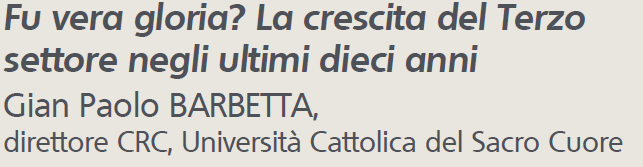 Fu vera gloria? La crescita del Terzo
settore negli ultimi dieci anni
Gian Paolo BARBETTA,
direttore CRC, Università Cattolica del Sacro Cuore